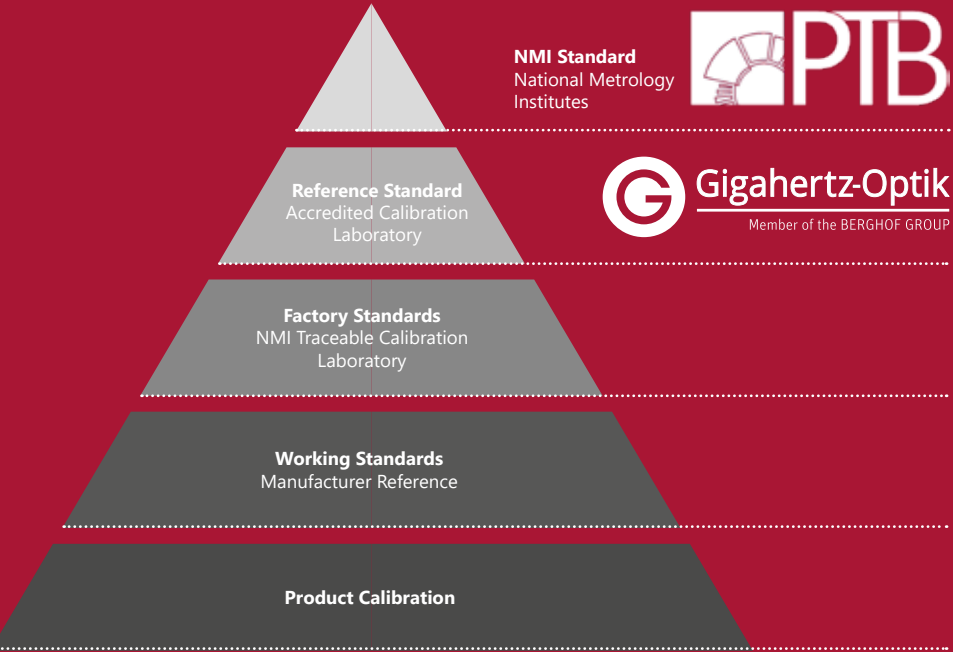 NMI Standard
National Metrology
Institutes
PTB
Reference Standard
Accredited Calibration
Laboratory
G Gigahertz-Optik
Member of the BERGHOF GROUP
Factory Standards
NMI Traceable Calibration
Laboratory
Working Standards
Manufacturer Reference
Product Calibration